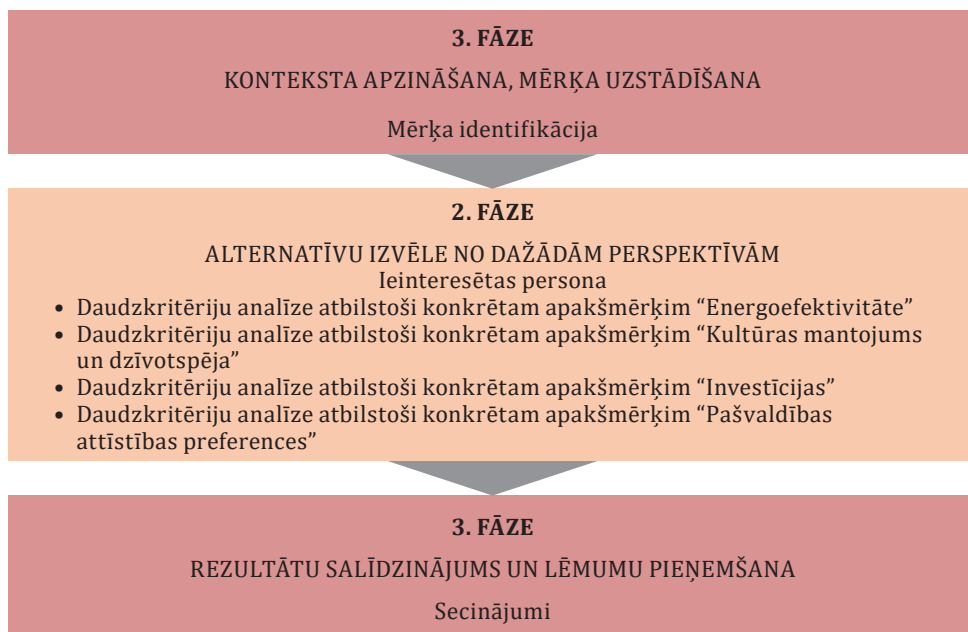 3. FĀZE
KONTEKSTA APZINĀŠANA, MĒRĶA UZSTĀDĪŠANA
Mērķa identifikācija
2. FĀZE
ALTERNATĪVU IZVĒLE NO DAŽĀDĀM PERSPEKTĪVĀM
Ieinteresētas persona
• Daudzkritēriju analīze atbilstoši konkrētam apakšmērķim “Energoefektivitāte”
• Daudzkritēriju analīze atbilstoši konkrētam apakšmērķim “Kultūras mantojums
un dzīvotspēja”
• Daudzkritēriju analīze atbilstoši konkrētam apakšmērķim “Investīcijas”
• Daudzkritēriju analīze atbilstoši konkrētam apakšmērķim “Pašvaldības
attīstības preferences”
3. FĀZE
REZULTĀTU SALĪDZINĀJUMS UN LĒMUMU PIEŅEMŠANA
Secinājumi